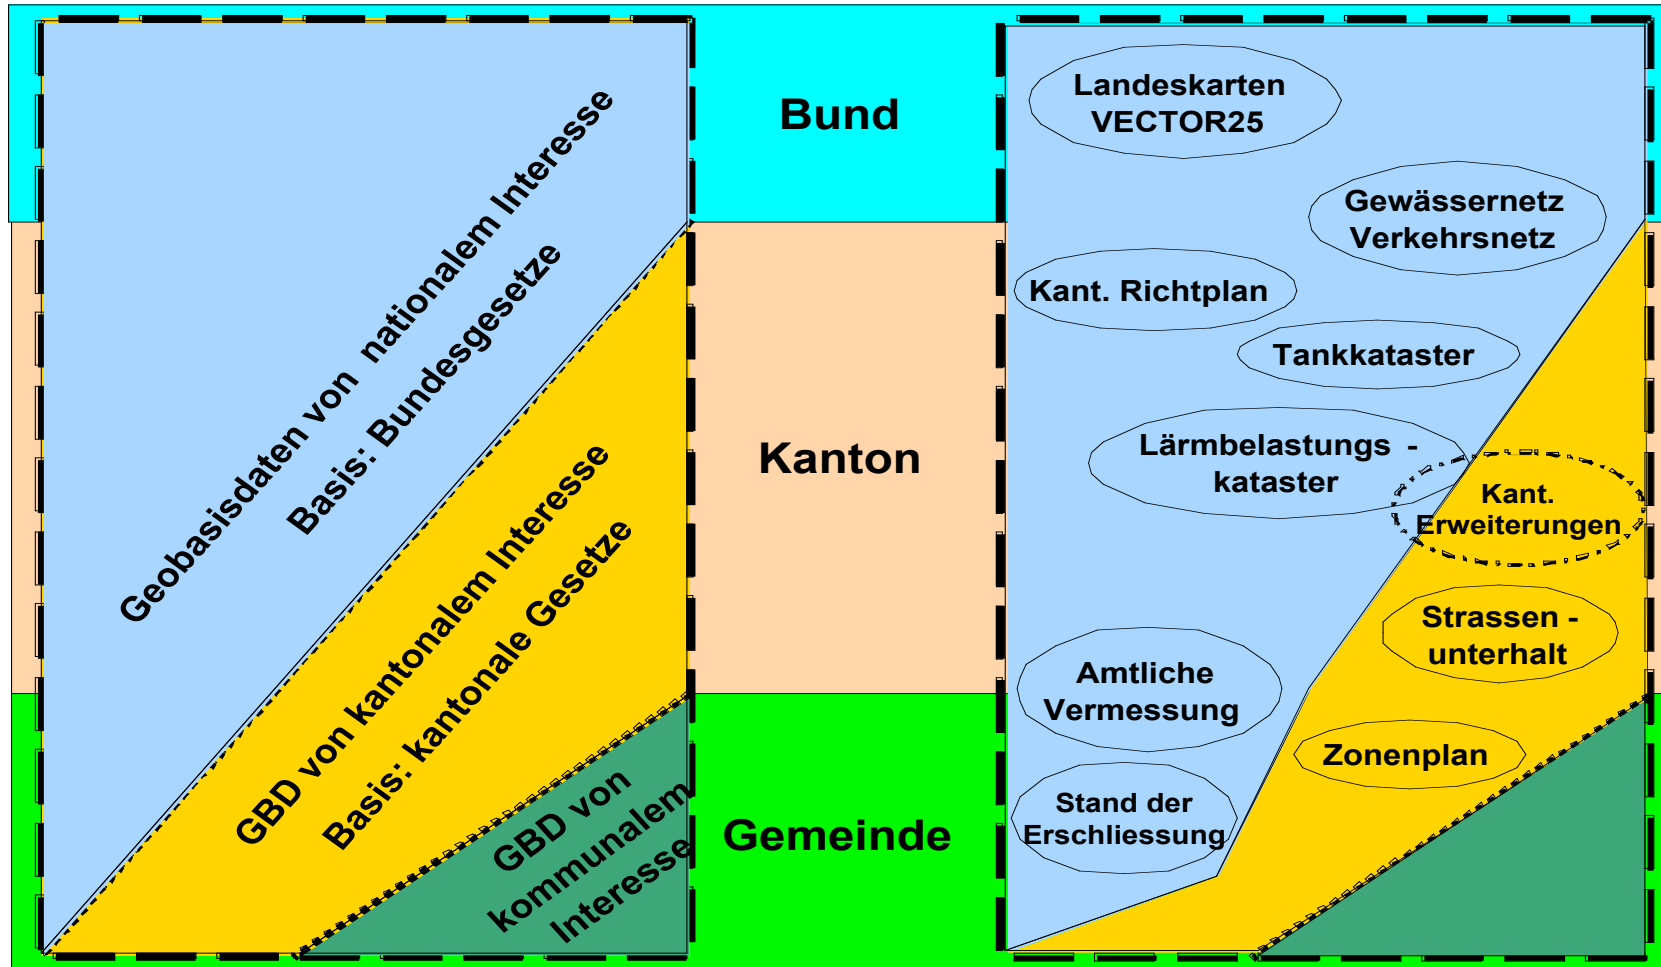 Geobasisdaten von nationalem Interesse
Basis: Bundesgesetze
GBD von kantonalem Interesse
Basis: kantonale Gesetze
GBD von
kommunalem
Interesse
Bund
Kanton
Gemeinde
Landeskarten
VECTOR25
Gewässernetz
Verkehrsnetz
Kant. Richtplan
Tankkataster
Lärmbelastungs -
kataster
Kant.
Erweiterungen
Strassen -
unterhalt
Amtliche
Vermessung
Zonenplan
Stand der
Erschliessung